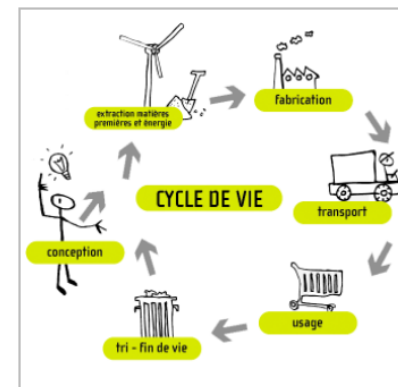 extraction matières
premières et énergie
fabrication
CYCLE DE VIE
transport
conception
usage
tri - fin de vie